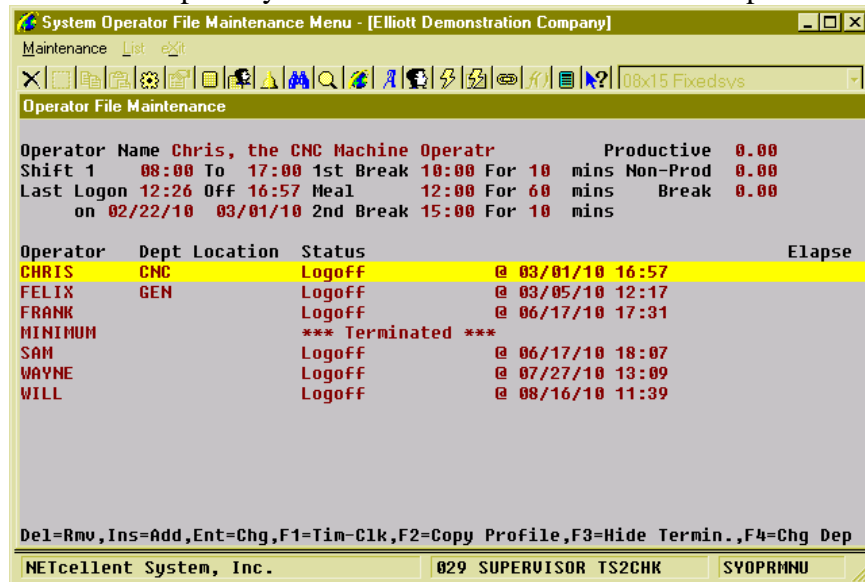 System Operator File Maintenance Menu - [Elliott Demonstration Company]
Maintenance List eXit
08x15 Fixedsys
Operator File Maintenance
Operator Name Chris, the CNC Machine Operatr Productive 0.00
Shift 1 08:00 To 17:00 1st Break 10:00 For 10 mins Non-Prod 0.00
Last Logon 12:26 Off 16:57 Meal 12:00 For 60 mins Break 0.00
on 02/22/10 03/01/10 2nd Break 15:00 For 10 mins
Operator Dept Location Status Elapse
CHRIS CNC Logoff @ 03/01/10 16:57
FELIX GEN Logoff @ 03/05/10 12:17
FRANK Logoff @ 06/17/10 17:31
MINIMUM *** Terminated ***
SAM Logoff @ 06/17/10 18:07
WAYNE Logoff @ 07/27/10 13:09
WILL Logoff @ 08/16/10 11:39
Del=Rmv,Ins=Add,Ent=Chg,F1=Tim-Clk,F2=Copy Profile,F3=Hide Termin.,F4=Chg Dep
NETcellent System, Inc. 029 SUPERVISOR TS2CHK SYOPRMNU